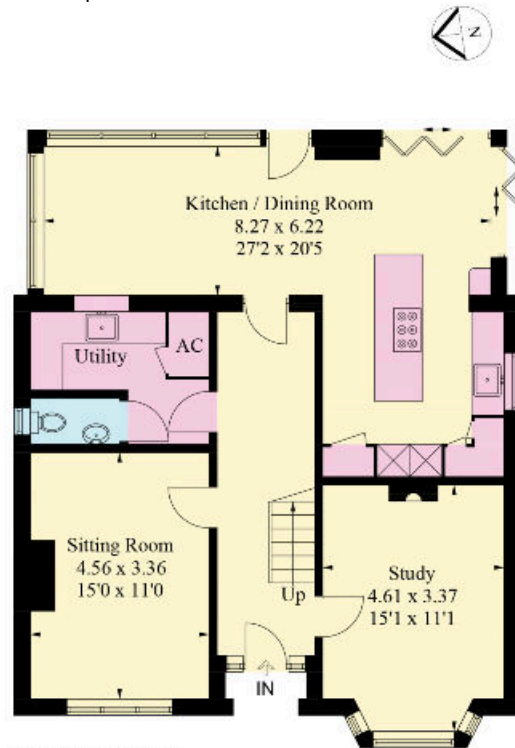 N
Kitchen / Dining Room
8.27 x 6.22
27'2 x 20'5
Utility
AC
Sitting Room
4.56 x 3.36
15'0 x 11'0
Up
Study
4.61 x 3.37
15'1 x 11'1
IN